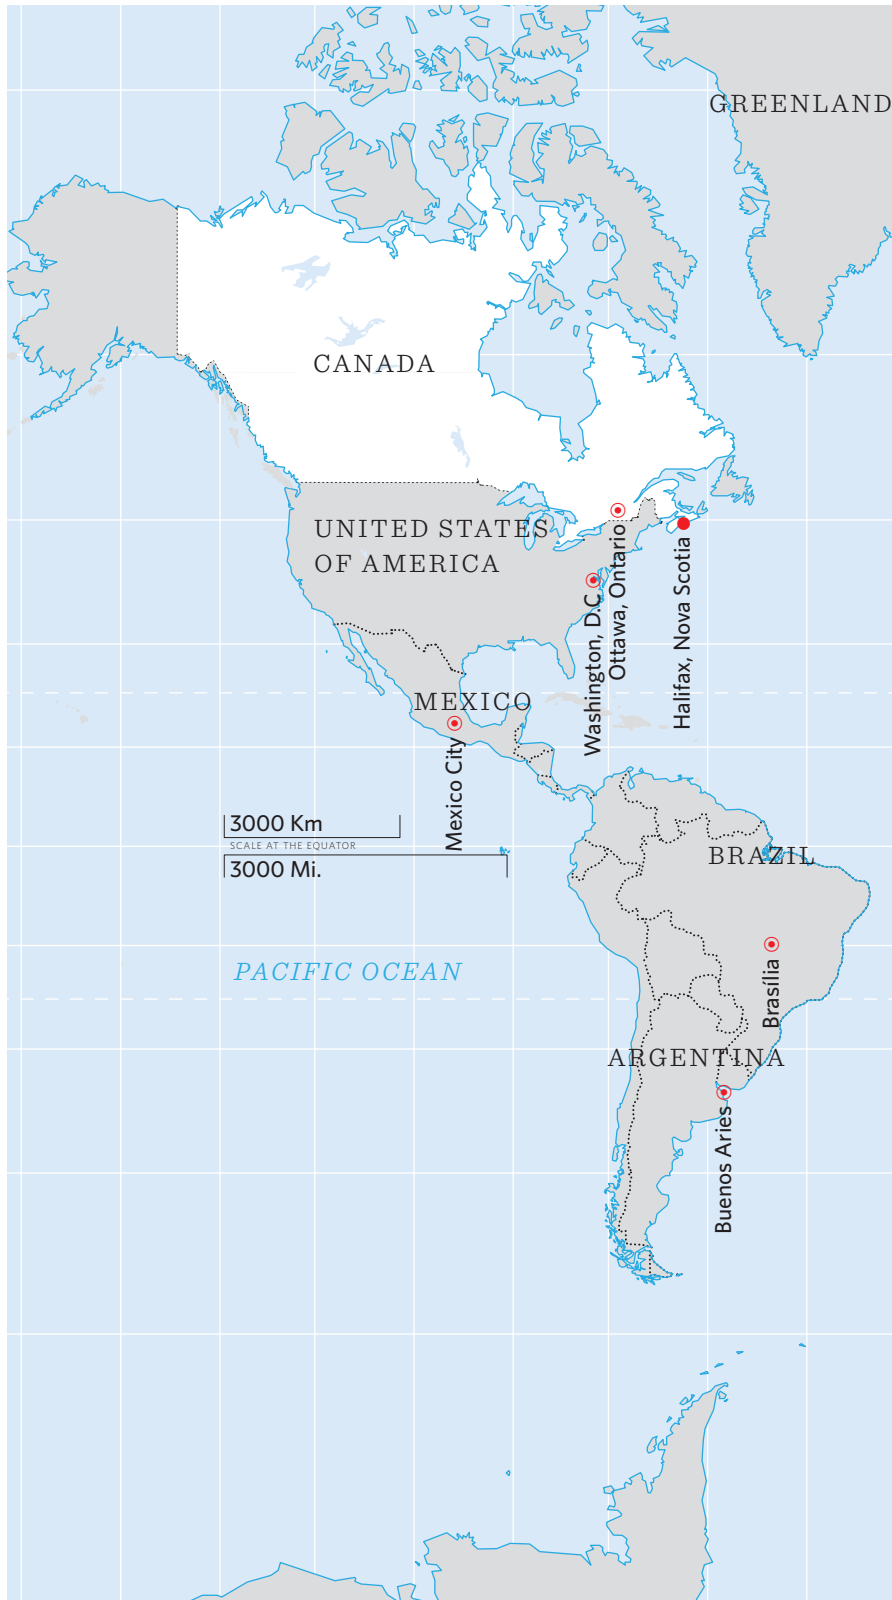 GREENLAND
CANADA
UNITED STATES
OF AMERICA
Washington, D.C
Ottawa, Ontario
Halifax, Nova Scotia
MEXICO
Mexico City
3000 Km
SCALE AT THE EQUATOR
3000 Mi.
BRAZIL
PACIFIC OCEAN
Brasília
ARGENTINA
Buenos Aries